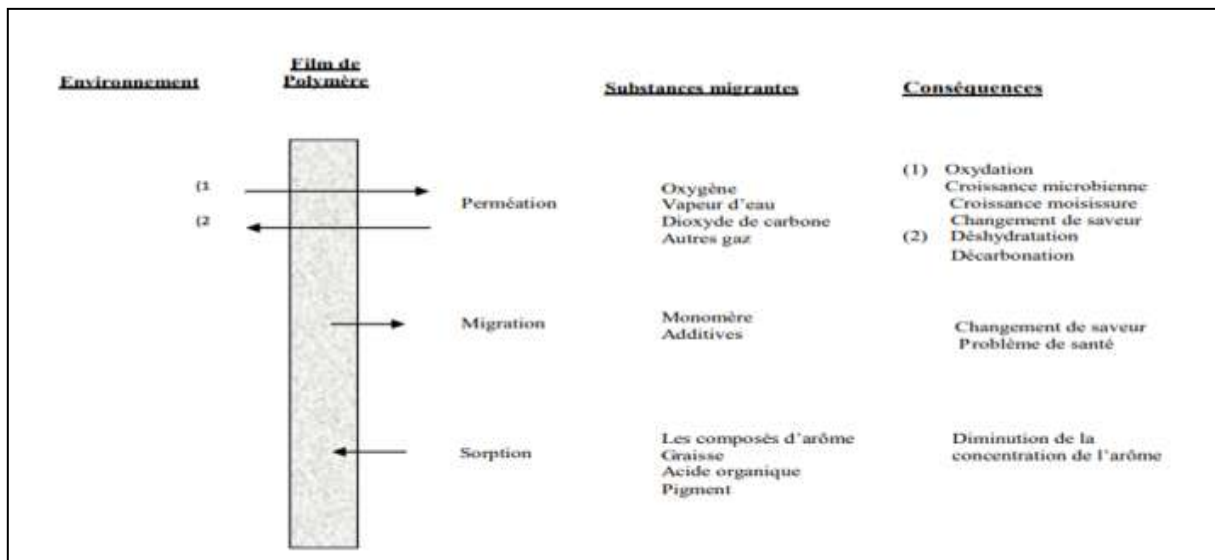 Environnement
Film de
Polymère
Substances migrantes
Conséquences
(1
(2
Perméation
Oxygène
Vapeur d'eau
Dioxyde de carbone
Autres gaz
(1) Oxydation
Croissance microbienne
Croissance moisissure
Changement de saveur
(2) Déshydratation
Décarbonation
Migration
Monomère
Additives
Changement de saveur
Problème de santé
Sorption
Les composès d'arôme
Graisse
Acide organique
Pigment
Diminution de la
concentration de l'arôme